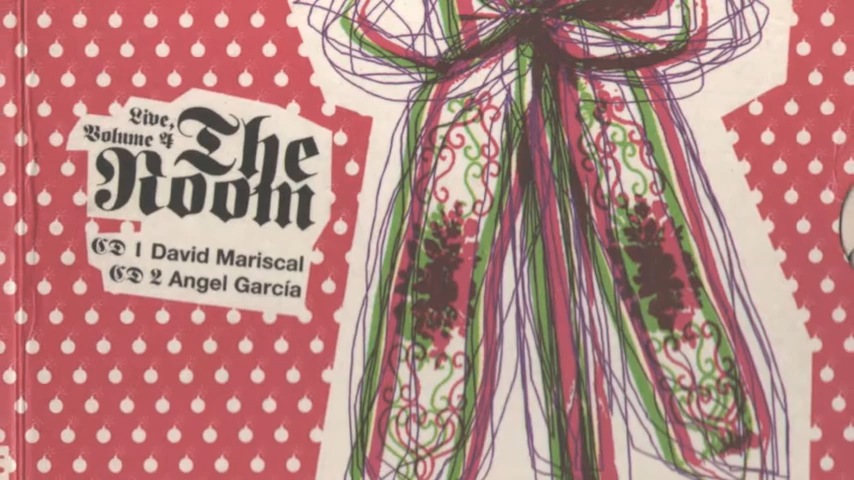 Live,
Volume 4
The
Room
CD 1 David Mariscal
CD 2 Angel García